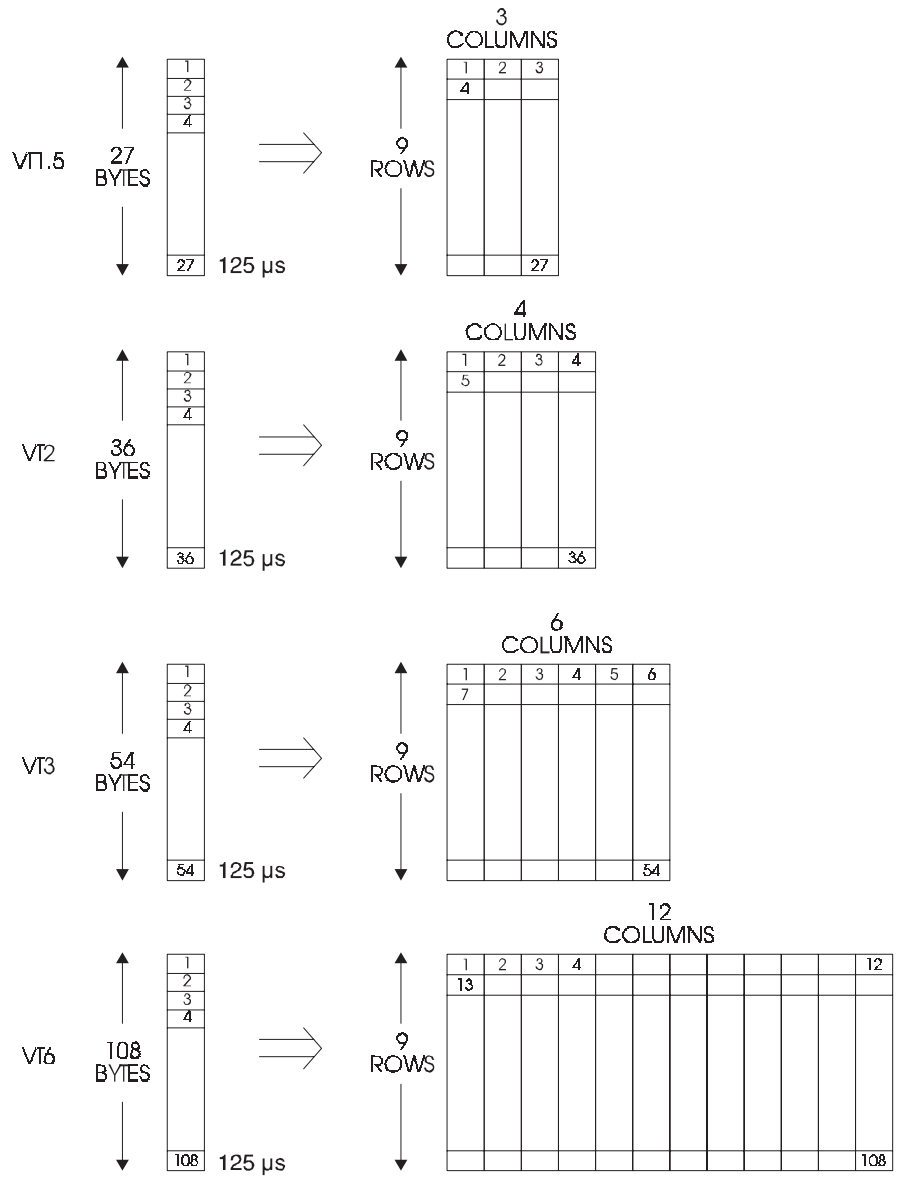 3
COLUMNS
1 1 2 3
2 4
3
4
VT1.5 27 BYTES 9 ROWS
27 125 µs 27
4
COLUMNS
1 1 2 3 4
2 5
3
4
VT2 36 BYTES 9 ROWS
36 125 µs 36
6
COLUMNS
1 1 2 3 4 5 6
2 7
3
4
VT3 54 BYTES 9 ROWS
54 125 µs 54
12
COLUMNS
1 1 2 3 4 12
2 13
3
4
VT6 108 BYTES 9 ROWS
108 125 µs 108